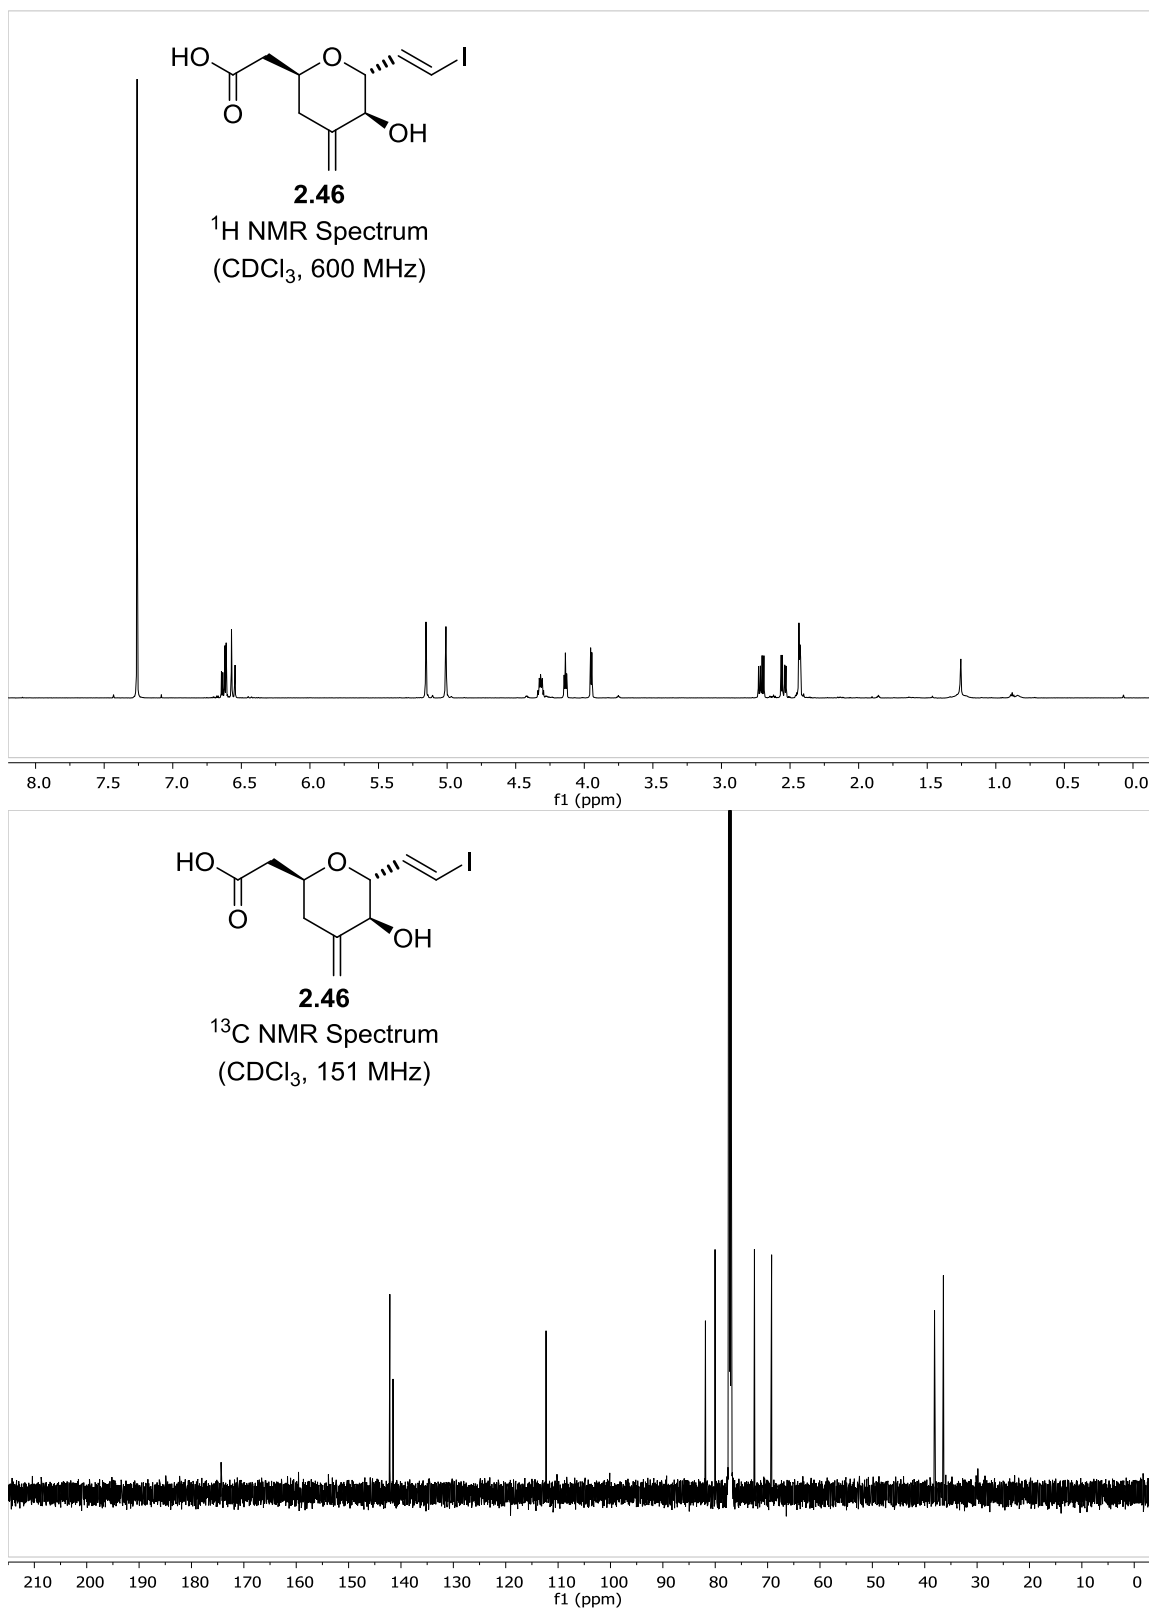 HO O I
O OH
2.46
¹H NMR Spectrum
(CDCl₃, 600 MHz)
8.0 7.5 7.0 6.5 6.0 5.5 5.0 4.5 4.0 3.5 3.0 2.5 2.0 1.5 1.0 0.5 0.0
f1 (ppm)
HO O I
O OH
2.46
¹³C NMR Spectrum
(CDCl₃, 151 MHz)
210 200 190 180 170 160 150 140 130 120 110 100 90 80 70 60 50 40 30 20 10 0
f1 (ppm)